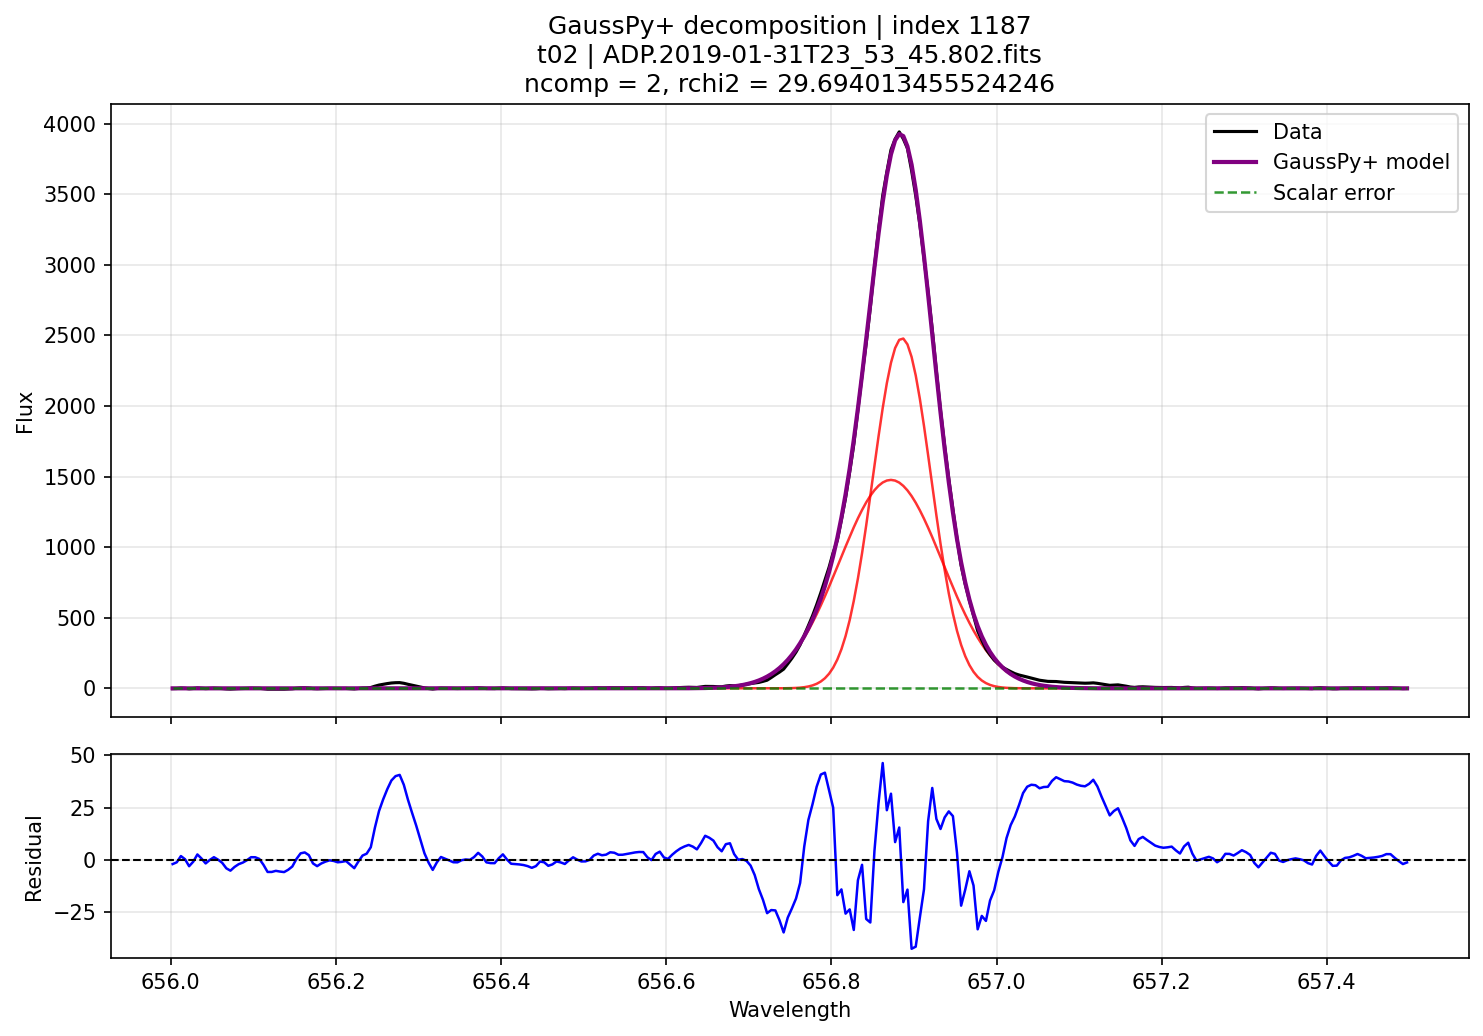 GaussPy+ decomposition | index 1187
t02 | ADP.2019-01-31T23_53_45.802.fits
ncomp = 2, rchi2 = 29.694013455524246
4000
3500
3000
2500
2000
1500
1000
500
0
Flux
Data
GaussPy+ model
Scalar error
50
25
0
−25
Residual
656.0
656.2
656.4
656.6
656.8
657.0
657.2
657.4
Wavelength